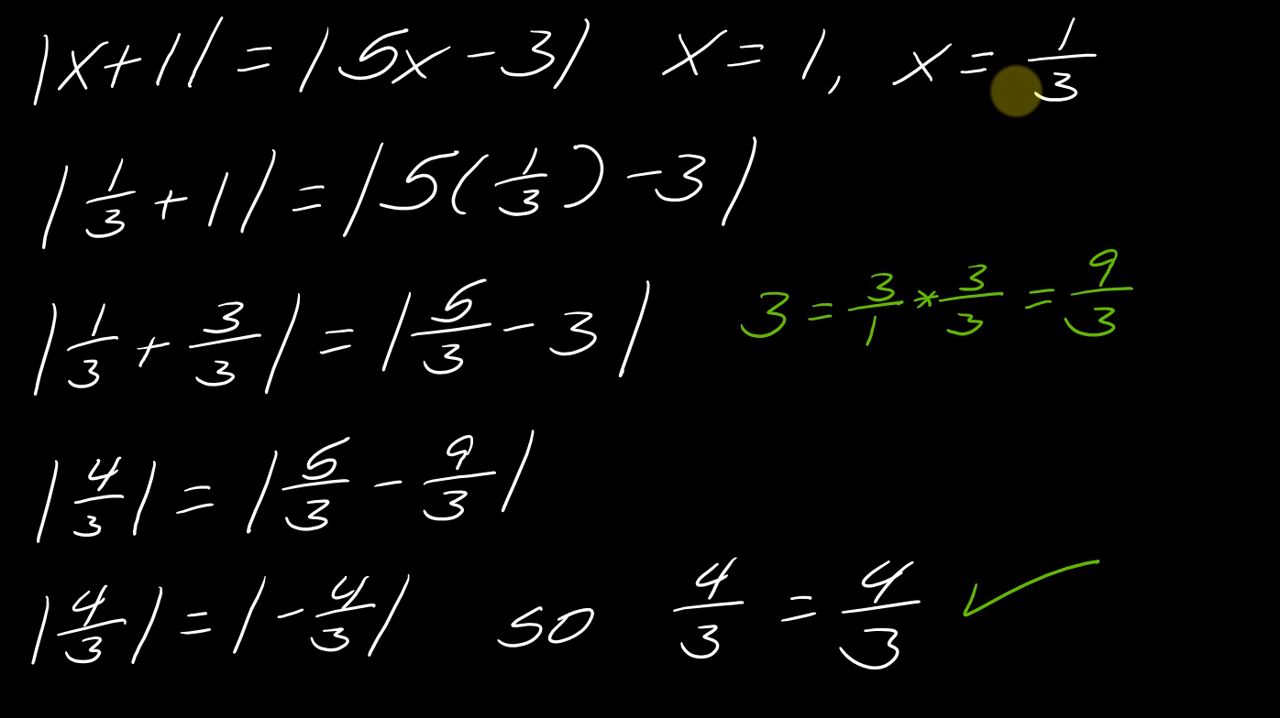 |x+1| = |5x-3| x=1, x=1/3
|1/3+1| = |5(1/3)-3|
|1/3+3/3| = |5/3-3| 3=3/1*3/3=9/3
|4/3| = |5/3-9/3|
|4/3| = |-4/3| so 4/3=4/3 ✓